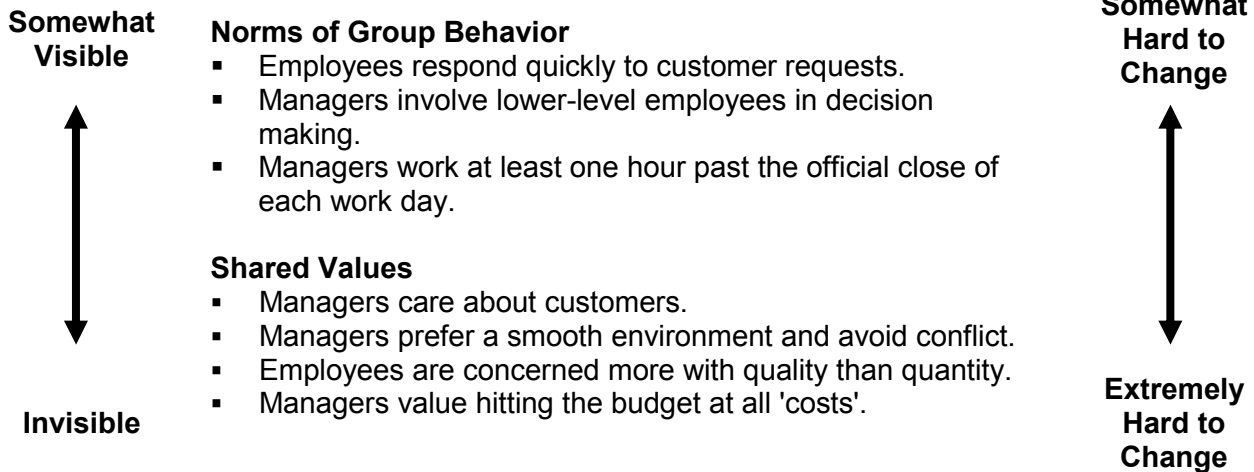 Somewhat
Visible
Norms of Group Behavior
▪ Employees respond quickly to customer requests.
▪ Managers involve lower-level employees in decision
making.
▪ Managers work at least one hour past the official close of
each work day.
Shared Values
▪ Managers care about customers.
▪ Managers prefer a smooth environment and avoid conflict.
▪ Employees are concerned more with quality than quantity.
▪ Managers value hitting the budget at all 'costs'.
Invisible
Somewhat
Hard to
Change
Extremely
Hard to
Change